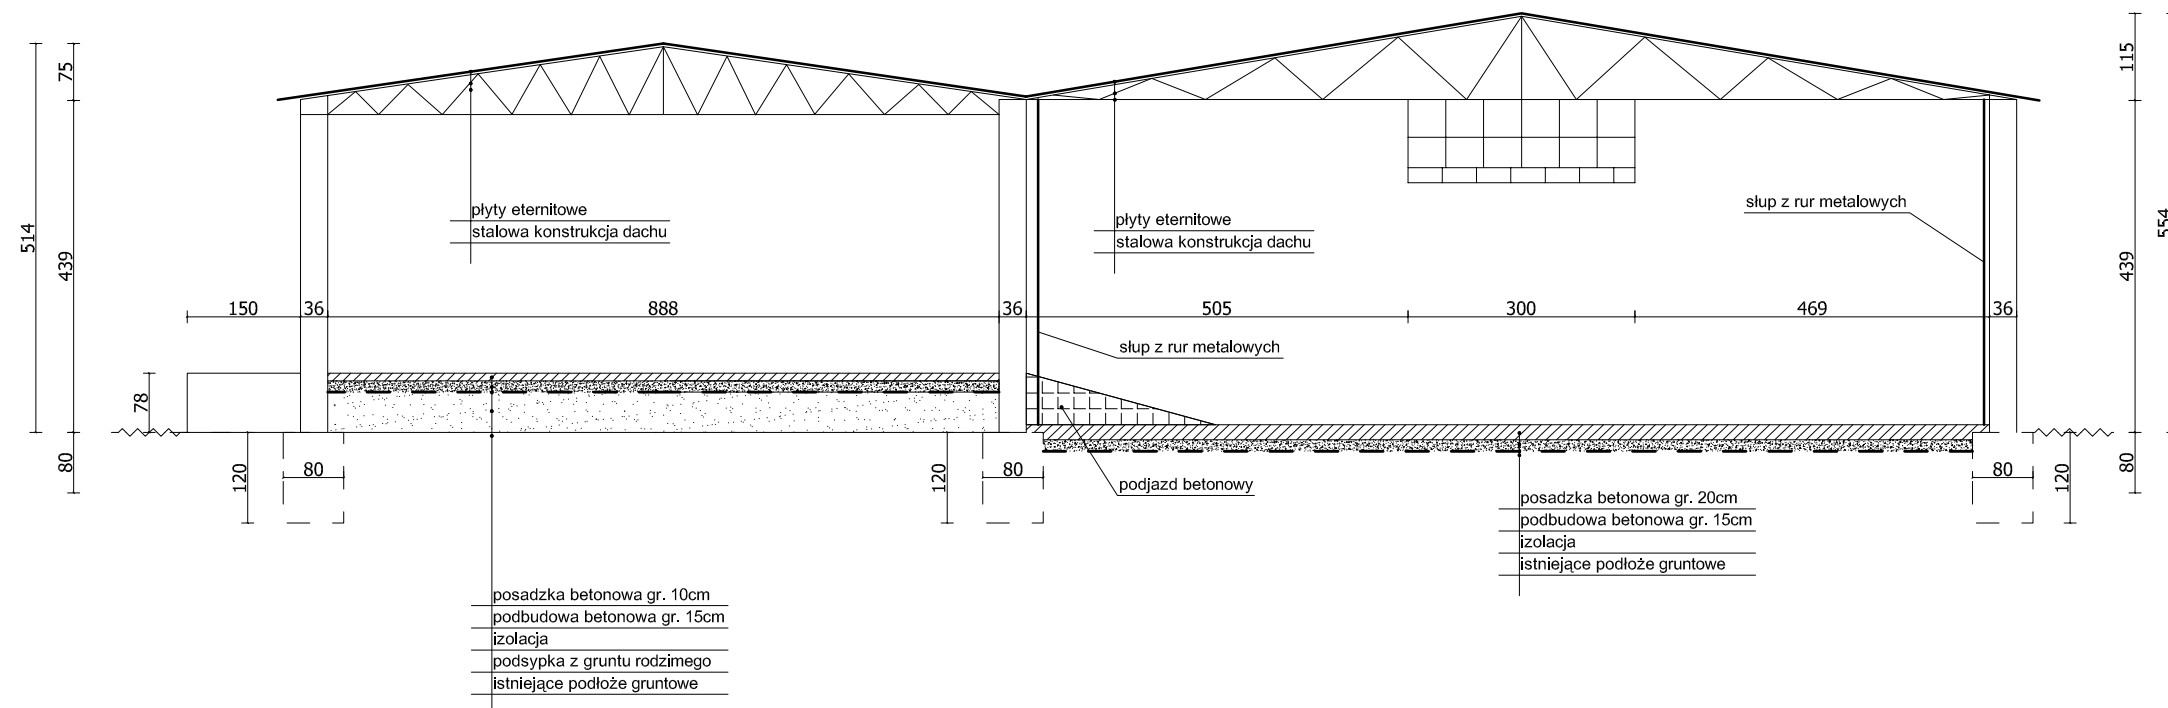 75
115
514
439
554
439
płyty eternitowe
stalowa konstrukcja dachu
płyty eternitowe
stalowa konstrukcja dachu
słup z rur metalowych
150
36
888
36
505
300
469
36
słup z rur metalowych
78
80
120
80
120
80
podjazd betonowy
80
120
80
posadzka betonowa gr. 20cm
podbudowa betonowa gr. 15cm
izolacja
istniejące podłoże gruntowe
posadzka betonowa gr. 10cm
podbudowa betonowa gr. 15cm
izolacja
podsypka z gruntu rodzimego
istniejące podłoże gruntowe